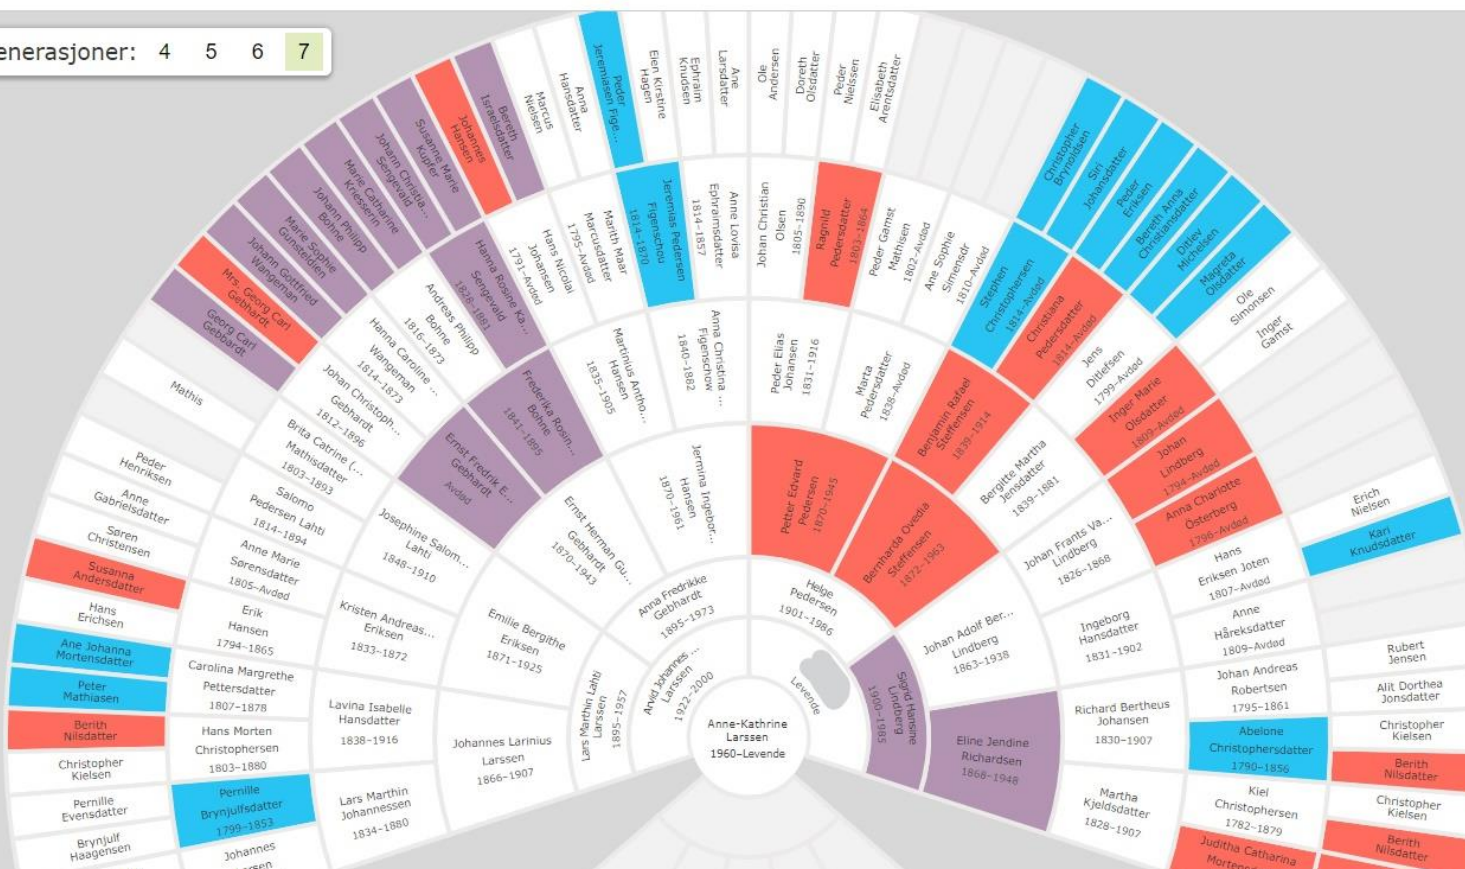 enerasjoner: 4 5 6 7
Anne-Kathrine
Larssen
1960–Levende
Arvid Johannes ...
Larssen
1922–2000
Levende
Lars Marthin Lahti
Larssen
1895–1957
Anna Fredrikke
Gebhardt
1895–1973
Helge
Pedersen
1901–1986
Sigrid Hansine
Lindberg
1900–1985
Johannes Larinius
Larssen
1866–1907
Emilie Bergithe
Eriksen
1871–1925
Ernst Herman Gu...
Gebhardt
1870–1943
Jermina Ingebor...
Hansen
1870–1961
Petter Edvard
Pedersen
1870–1945
Bernharda Ovedia
Steffensen
1872–1963
Johan Adolf Ber...
Lindberg
1863–1938
Eline Jendine
Richardsen
1868–1948
Lars Marthin
Johannessen
1834–1880
Lavina Isabelle
Hansdatter
1838–1916
Kristen Andreas...
Eriksen
1833–1872
Josephine Salom...
Lahti
1848–1910
Ernst Fredrik E...
Gebhardt
Avdød
Frederika Rosin...
Bohne
1841–1895
Martinius Antho...
Hansen
1835–1905
Anna Christina ...
Figenschow
1840–1882
Peder Elias
Johansen
1831–1916
Marta
Pedersdatter
1838–Avdød
Benjamin Rafael
Steffensen
1839–1914
Bergitte Martha
Jensdatter
1839–1881
Johan Frants Va...
Lindberg
1826–1868
Ingeborg
Hansdatter
1831–1902
Richard Bertheus
Johansen
1830–1907
Martha
Kjeldsdatter
1828–1907
Johannes
Pernille
Brynjulfsdatter
1799–1853
Hans Morten
Christophersen
1803–1880
Carolina Margrethe
Pettersdatter
1807–1878
Erik
Hansen
1794–1865
Anne Marie
Sørensdatter
1805–Avdød
Salomo
Pedersen Lahti
1814–1894
Brita Catrine (...
Mathisdatter
1803–1893
Johan Christoph...
Gebhardt
1812–1896
Hanna Caroline ...
Wangeman
1814–1873
Andreas Philipp
Bohne
1816–1873
Hanna Rosine Ka...
Sengevald
1828–1881
Hans Nicolai
Johansen
1791–Avdød
Marith Maar
Marcusdatter
1795–Avdød
Jeremias Pedersen
Figenschou
1814–1870
Anne Lovisa
Ephraimsdatter
1814–1857
Johan Christian
Olsen
1805–1890
Ragnild
Pedersdatter
1803–1864
Peder Gamst
Mathisen
1802–Avdød
Ane Sophie
Simensdr
1810–Avdød
Stephen
Christophersen
1814–Avdød
Christiana
Pedersdatter
1814–Avdød
Jens
Ditlefsen
1799–Avdød
Inger Marie
Olsdatter
1809–Avdød
Johan
Lindberg
1794–Avdød
Anna Charlotte
Österberg
1796–Avdød
Hans
Eriksen Joten
1807–Avdød
Anne
Håreksdatter
1809–Avdød
Johan Andreas
Robertsen
1795–1861
Abelone
Christophersdatter
1790–1856
Kiel
Christophersen
1782–1879
Juditha Catharina
Brynjulf
Haagensen
Pernille
Evensdatter
Christopher
Kielsen
Berith
Nilsdatter
Peter
Mathiasen
Ane Johanna
Mortensdatter
Hans
Erichsen
Susanna
Andersdatter
Søren
Christensen
Anne
Gabrielsdatter
Peder
Henriksen
Mathis
Georg Carl
Gebbardt
Mrs. Georg Carl
Gebhardt
Johann Gottfried
Wangeman
Marie Sophie
Gunsteldien
Johann Philipp
Bohne
Marie Catharine
Kriesserin
Johann Christia...
Sengevald
Susanne Marie
Kupfer
Johannes
Hansen
Bereth
Israelsdatter
Marcus
Nielsen
Anna
Hansdatter
Peder
Jeremiasen Fige...
Elen Kirstine
Hagen
Ephraim
Knudsen
Ane
Larsdatter
Ole
Andersen
Doreth
Olsdatter
Peder
Nielssen
Elisabeth
Arentsdatter
Christopher
Brynoldsen
Siri
Johansdatter
Peder
Eriksen
Bereth Anna
Christiansdatter
Ditlev
Michelsen
Magreta
Olsdatter
Ole
Simonsen
Inger
Gamst
Erich
Nielsen
Kari
Knudsdatter
Rubert
Jensen
Alit Dorthea
Jonsdatter
Christopher
Kielsen
Berith
Nilsdatter
Christopher
Kielsen
Berith
Nilsdatter